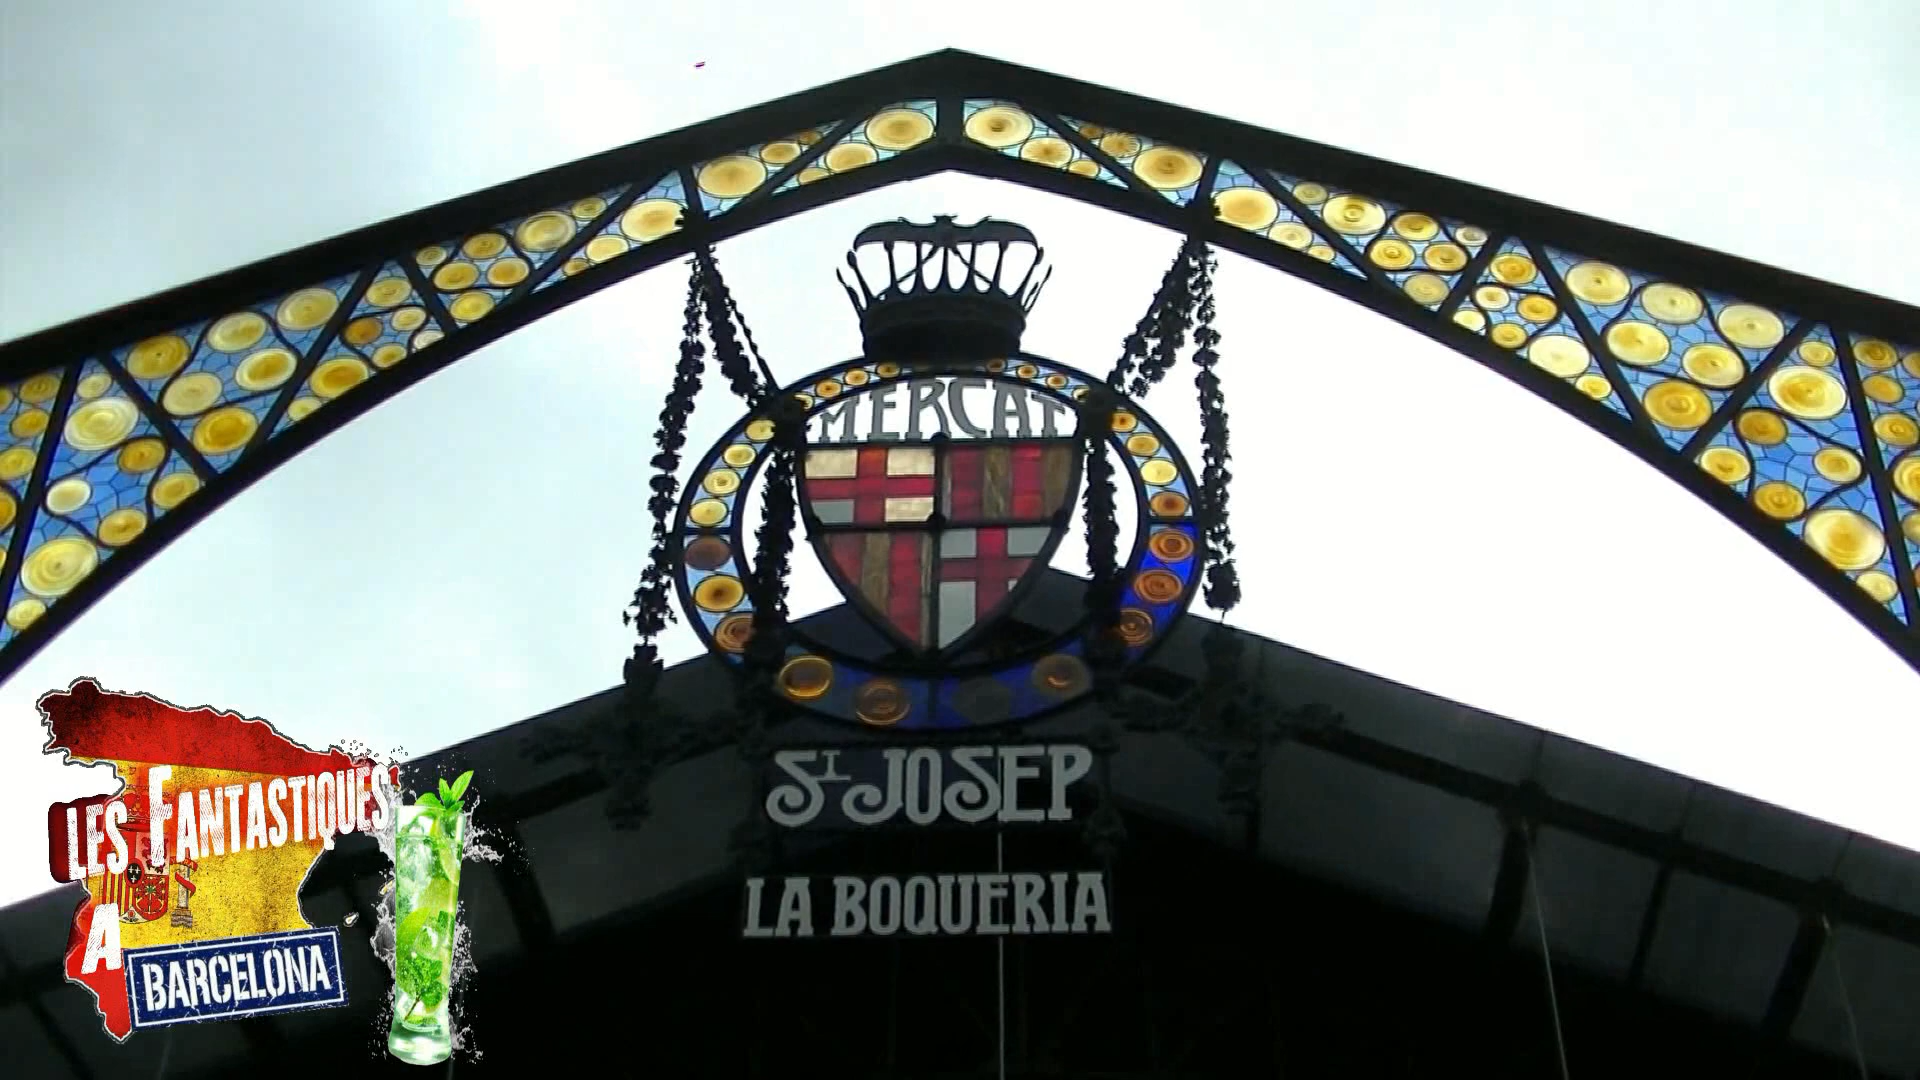 MERCAT
ST JOSEP
LA BOQUERIA
LES FANTASTIQUES
A
BARCELONA